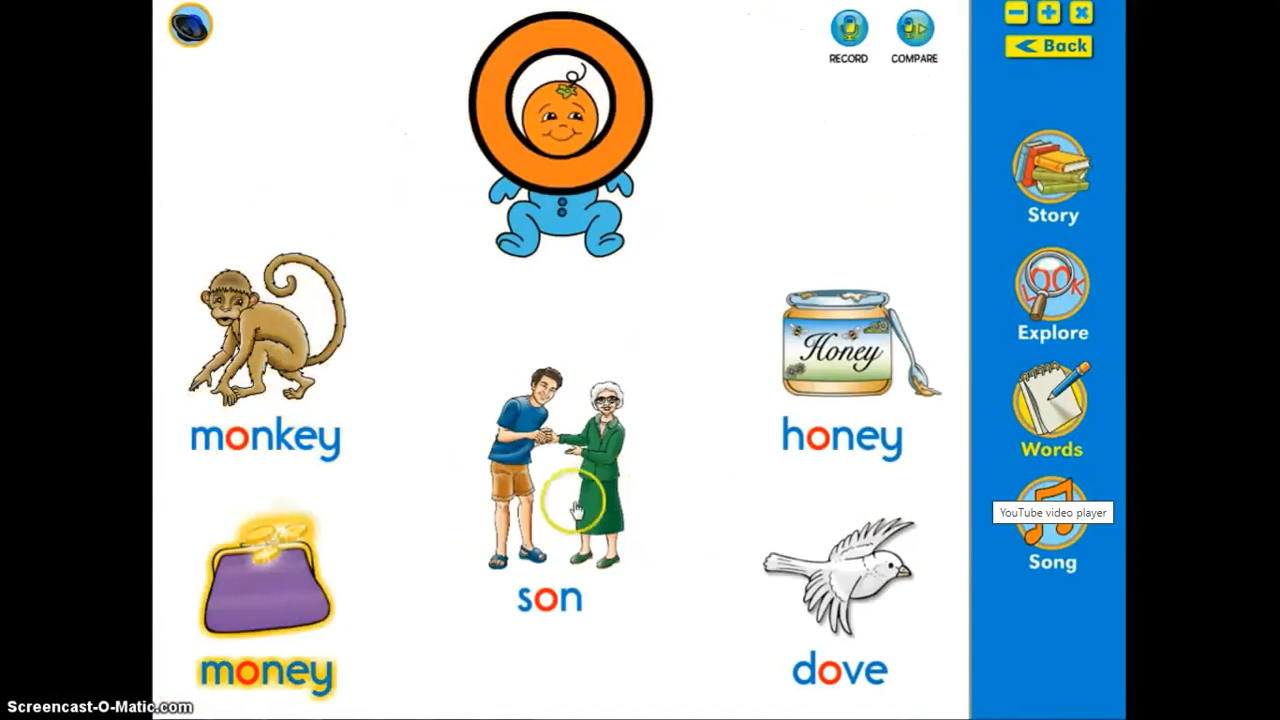 RECORD
COMPARE
Back
Story
LOOK
Explore
Honey
monkey
honey
Words
YouTube video player
Song
son
money
dove
Screencast-O-Matic.com